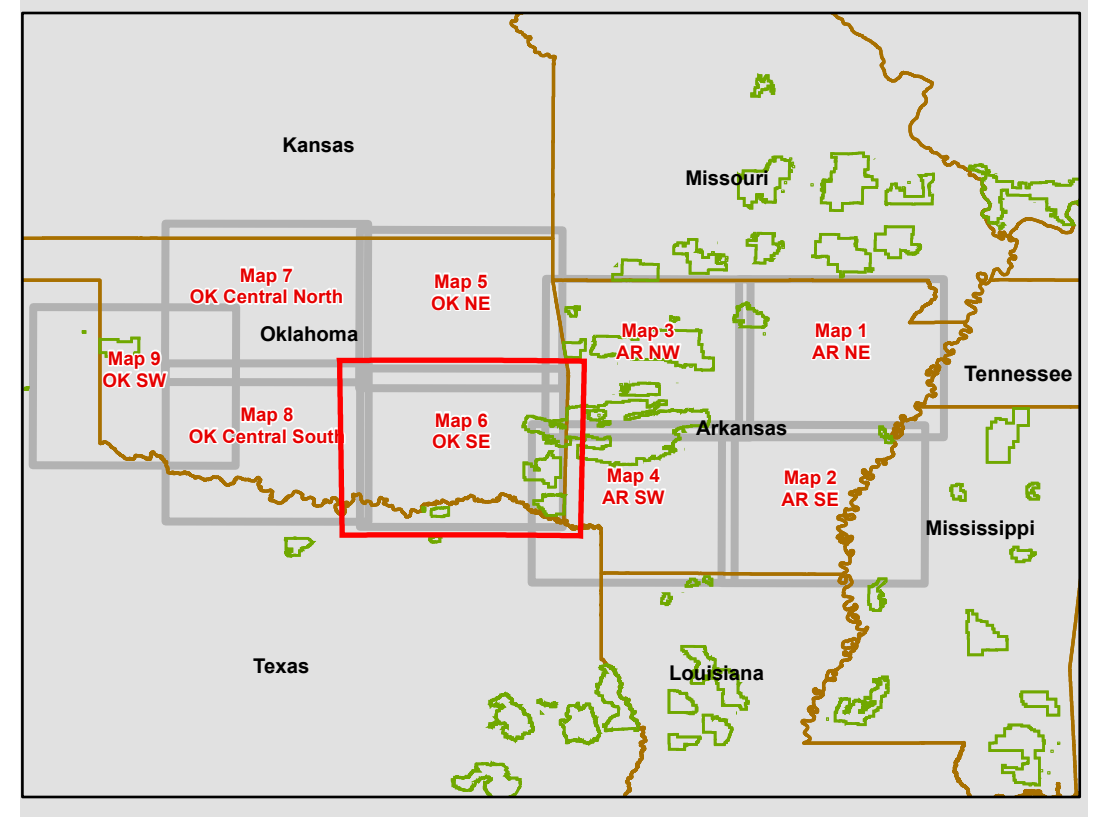 Kansas
Missouri
Map 7
OK Central North
Map 5
OK NE
Oklahoma
Map 3
AR NW
Map 1
AR NE
Map 9
OK SW
Tennessee
Map 8
OK Central South
Map 6
OK SE
Arkansas
Map 4
AR SW
Map 2
AR SE
Mississippi
Texas
Louisiana